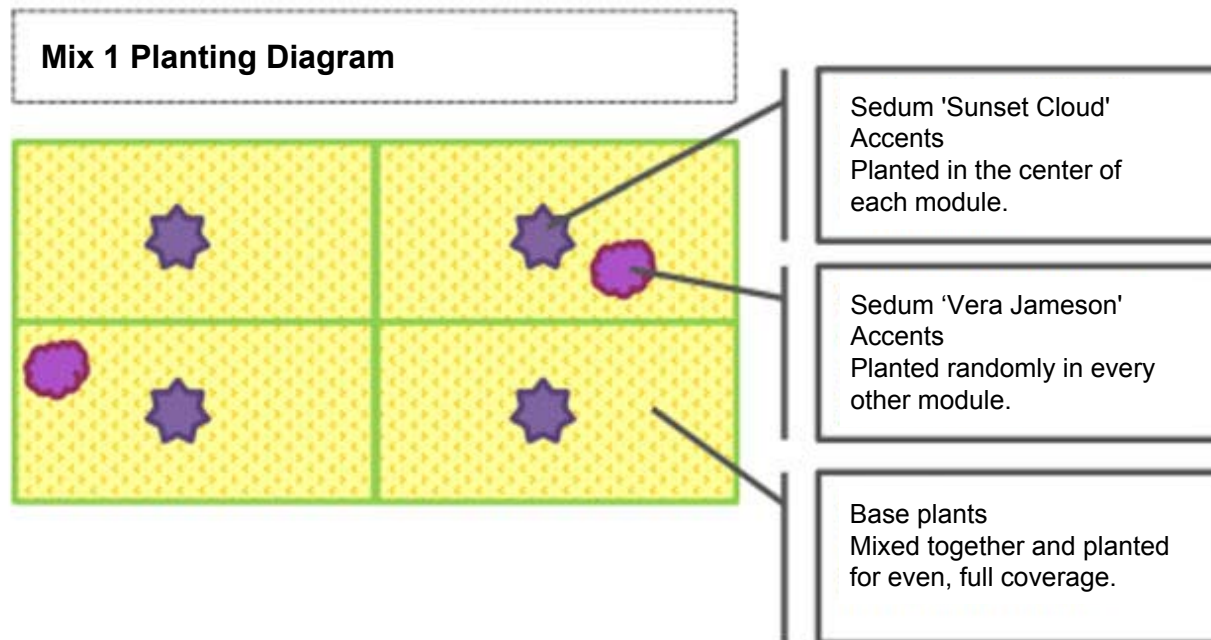 Mix 1 Planting Diagram
Sedum 'Sunset Cloud'
Accents
Planted in the center of
each module.
Sedum ‘Vera Jameson'
Accents
Planted randomly in every
other module.
Base plants
Mixed together and planted
for even, full coverage.